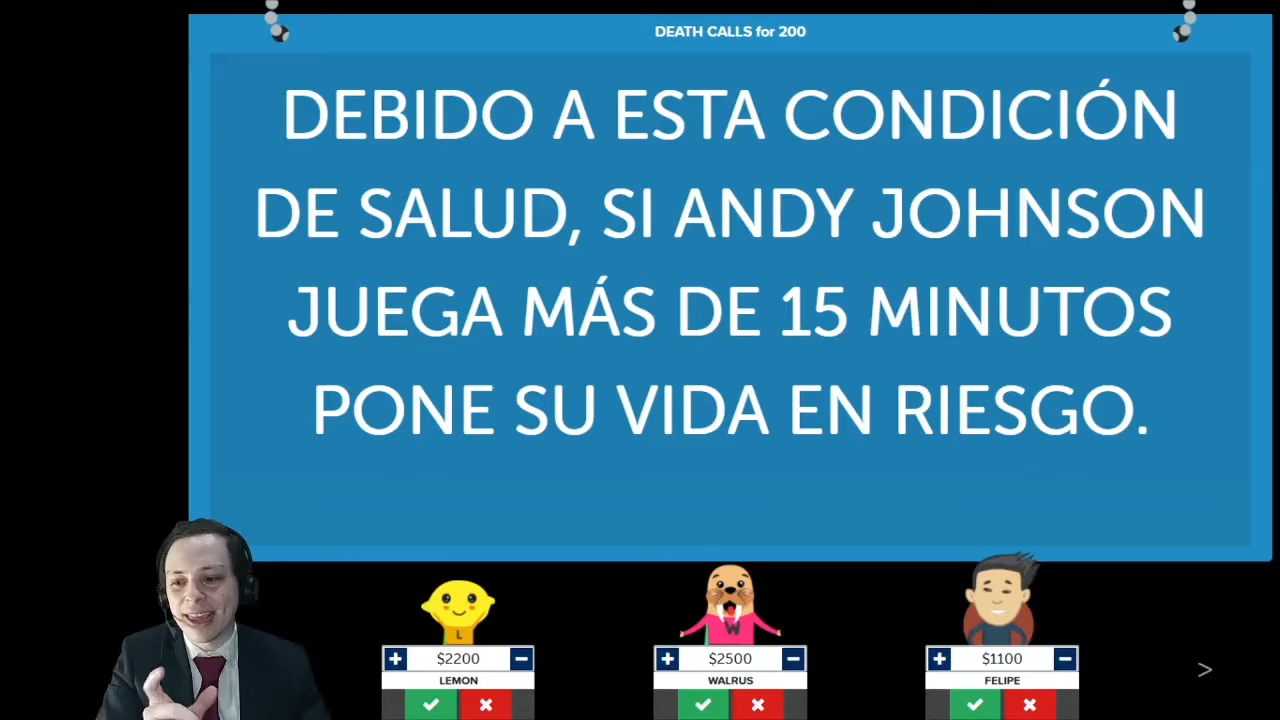 DEATH CALLS for 200
DEBIDO A ESTA CONDICIÓN
DE SALUD, SI ANDY JOHNSON
JUEGA MÁS DE 15 MINUTOS
PONE SU VIDA EN RIESGO.
L
W
+ $2200 −
+ $2500 −
+ $1100 −
LEMON
WALRUS
FELIPE
>